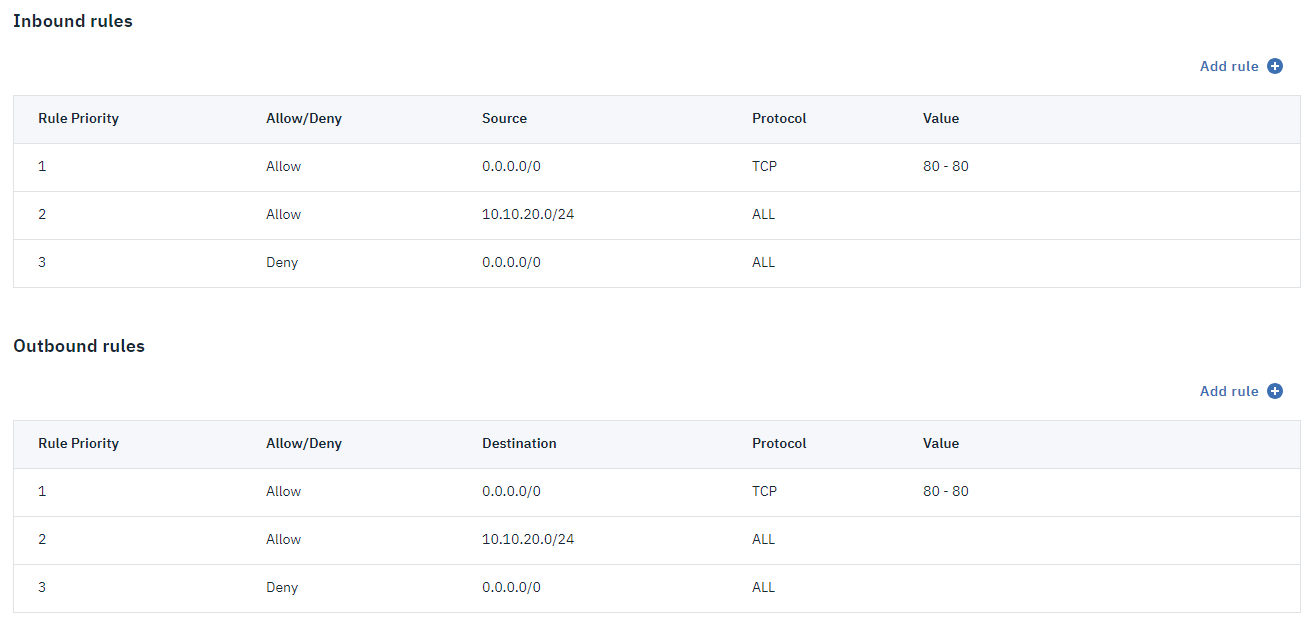 Inbound rules
Add rule
Rule Priority Allow/Deny Source Protocol Value
1 Allow 0.0.0.0/0 TCP 80 - 80
2 Allow 10.10.20.0/24 ALL
3 Deny 0.0.0.0/0 ALL
Outbound rules
Add rule
Rule Priority Allow/Deny Destination Protocol Value
1 Allow 0.0.0.0/0 TCP 80 - 80
2 Allow 10.10.20.0/24 ALL
3 Deny 0.0.0.0/0 ALL